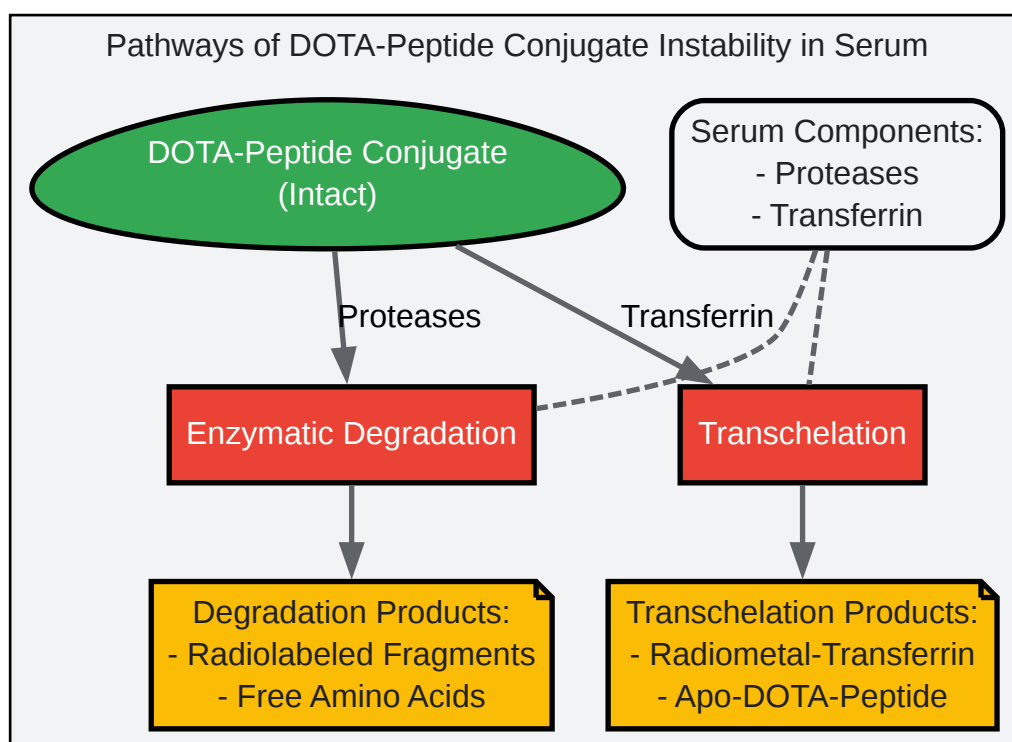 Pathways of DOTA-Peptide Conjugate Instability in Serum
DOTA-Peptide Conjugate
(Intact)
Serum Components:
- Proteases
- Transferrin
Proteases
Transferrin
Enzymatic Degradation
Transchelation
Degradation Products:
- Radiolabeled Fragments
- Free Amino Acids
Transchelation Products:
- Radiometal-Transferrin
- Apo-DOTA-Peptide